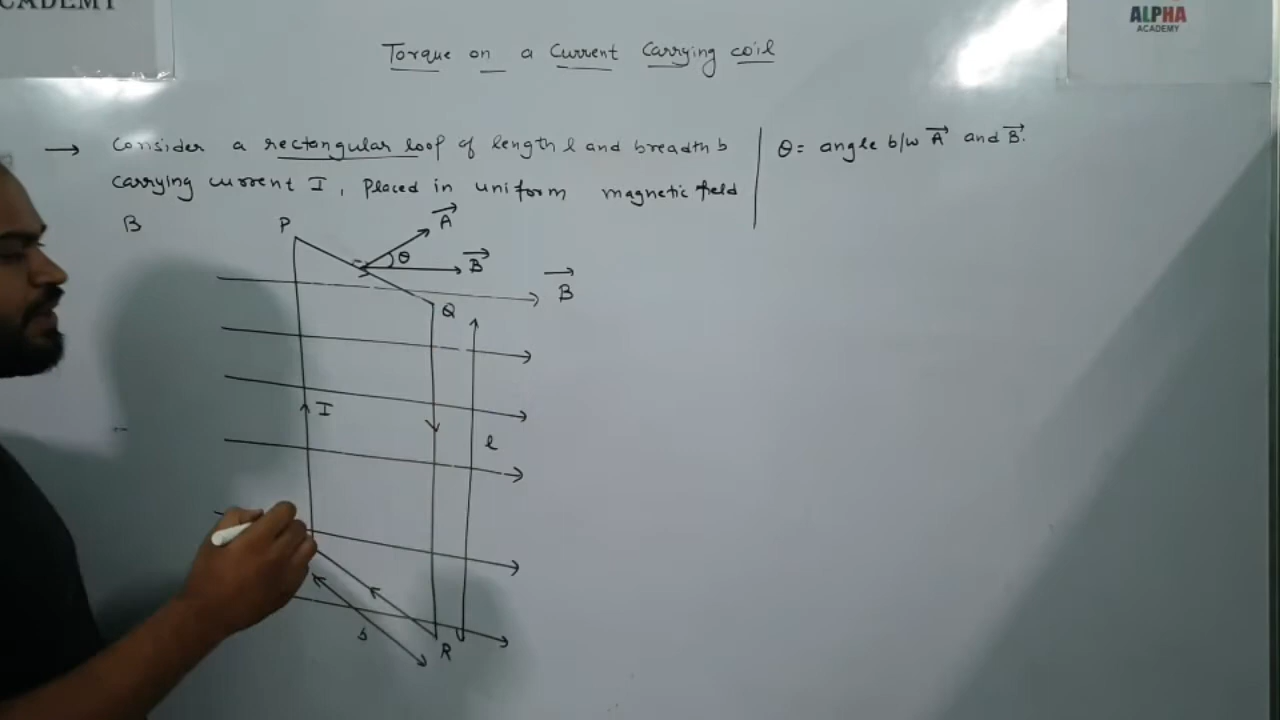 ACADEMY
ALPHA
ACADEMY
Torque on a Current Carrying coil
→ Consider a rectangular loop of length l and breadth b
carrying current I, placed in uniform magnetic field
B
θ = angle b/w A⃗ and B⃗.
P
A⃗
θ
B⃗
B⃗
Q
I
l
b
R